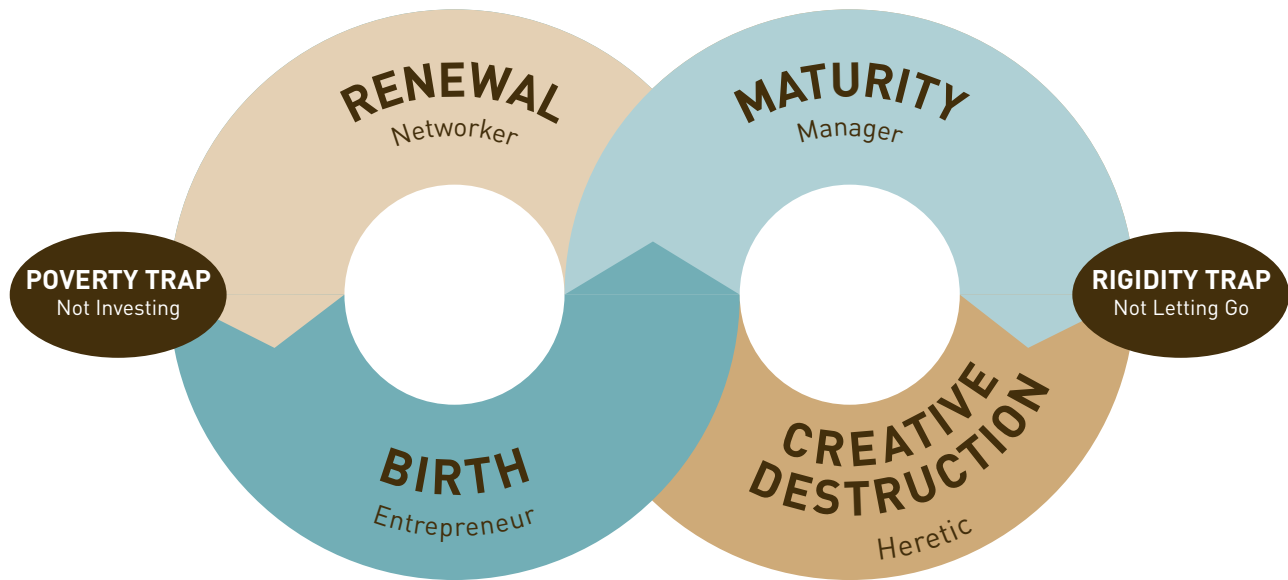 RENEWAL
Networker
MATURITY
Manager
POVERTY TRAP
Not Investing
RIGIDITY TRAP
Not Letting Go
BIRTH
Entrepreneur
CREATIVE
DESTRUCTION
Heretic